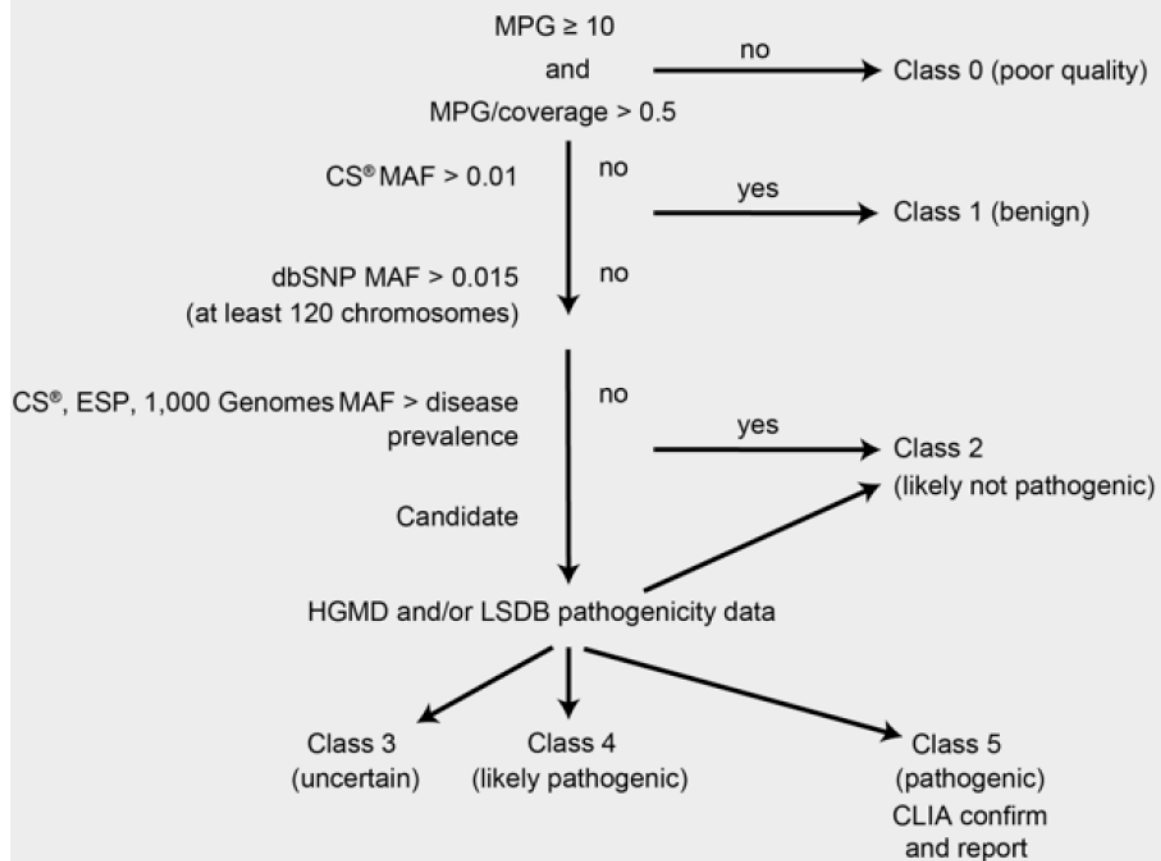 MPG ≥ 10
and
MPG/coverage > 0.5
no
Class 0 (poor quality)
CS® MAF > 0.01
no
yes
Class 1 (benign)
dbSNP MAF > 0.015
(at least 120 chromosomes)
no
CS®, ESP, 1,000 Genomes MAF > disease
prevalence
no
yes
Class 2
(likely not pathogenic)
Candidate
HGMD and/or LSDB pathogenicity data
Class 3
(uncertain)
Class 4
(likely pathogenic)
Class 5
(pathogenic)
CLIA confirm
and report